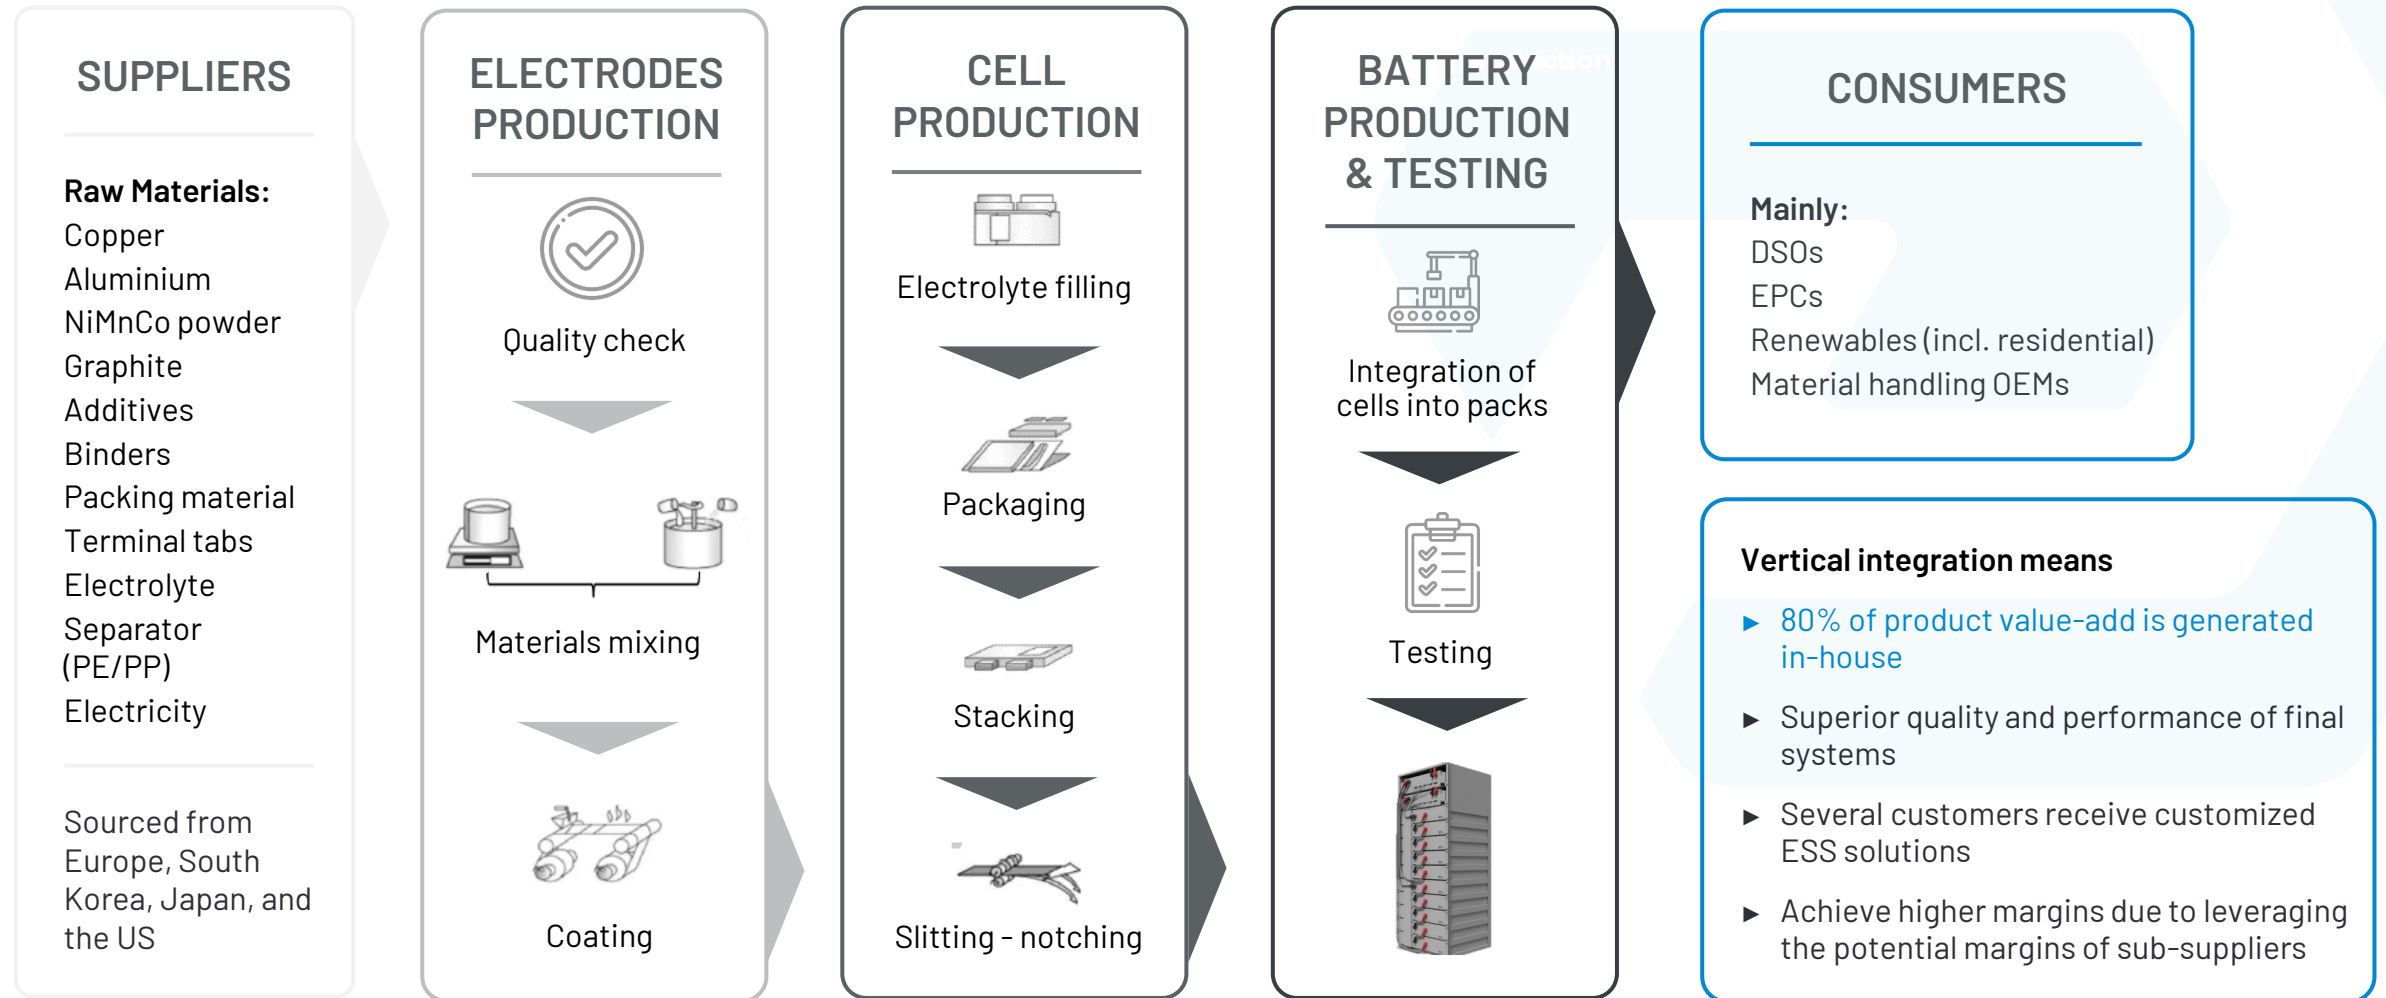 SUPPLIERS
Raw Materials:
Copper
Aluminium
NiMnCo powder
Graphite
Additives
Binders
Packing material
Terminal tabs
Electrolyte
Separator
(PE/PP)
Electricity
Sourced from
Europe, South
Korea, Japan, and
the US
ELECTRODES
PRODUCTION
Quality check
Materials mixing
Coating
CELL
PRODUCTION
Electrolyte filling
Packaging
Stacking
Slitting - notching
BATTERY
PRODUCTION
& TESTING
Integration of
cells into packs
Testing
CONSUMERS
Mainly:
DSOs
EPCs
Renewables (incl. residential)
Material handling OEMs
Vertical integration means
► 80% of product value-add is generated
in-house
► Superior quality and performance of final
systems
► Several customers receive customized
ESS solutions
► Achieve higher margins due to leveraging
the potential margins of sub-suppliers